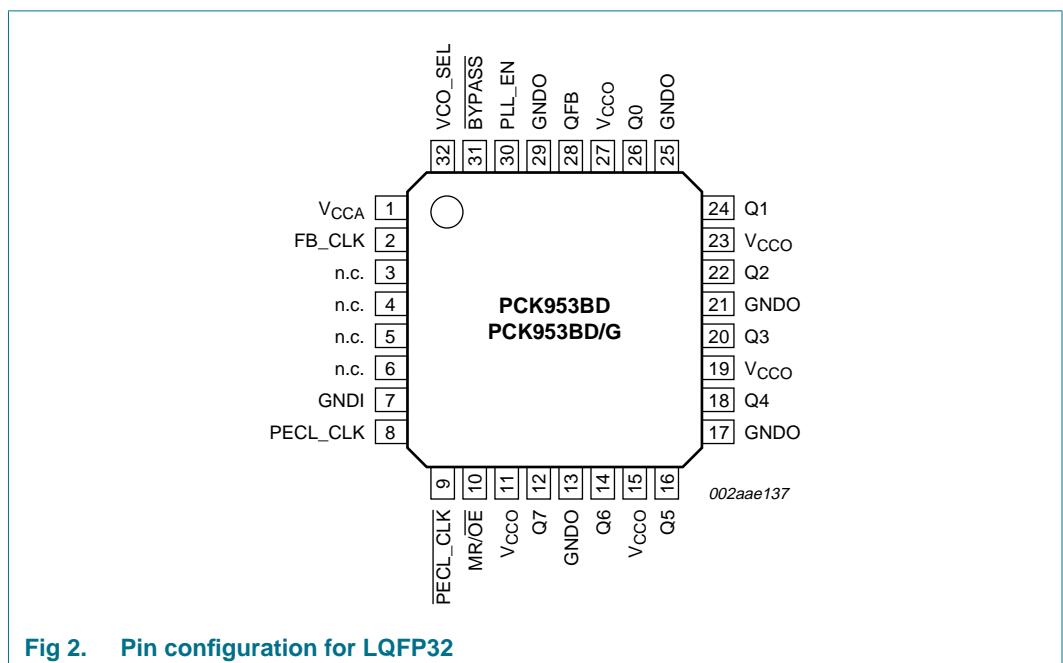 32 VCO_SEL
31 B̅Y̅P̅A̅S̅S̅
30 PLL_EN
29 GNDO
28 QFB
27 VCCO
26 Q0
25 GNDO
VCCA 1
FB_CLK 2
n.c. 3
n.c. 4
n.c. 5
n.c. 6
GNDI 7
PECL_CLK 8
PCK953BD
PCK953BD/G
24 Q1
23 VCCO
22 Q2
21 GNDO
20 Q3
19 VCCO
18 Q4
17 GNDO
P̅E̅C̅L̅_̅C̅L̅K̅ 9
MR/O̅E̅ 10
VCCO 11
Q7 12
GNDO 13
Q6 14
VCCO 15
Q5 16
002aae137
Fig 2. Pin configuration for LQFP32